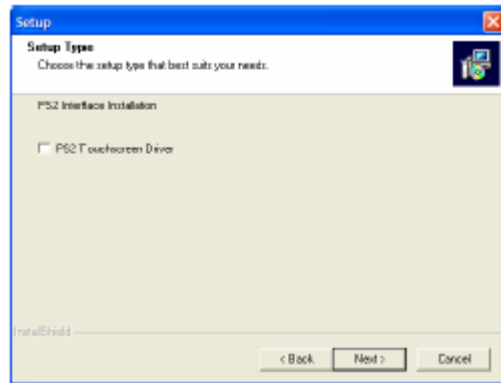 Setup
Setup Type
Choose the setup type that best suits your needs.
PS2 Interface Installation
PS2 Touchscreen Driver
InstallShield
< Back
Next >
Cancel